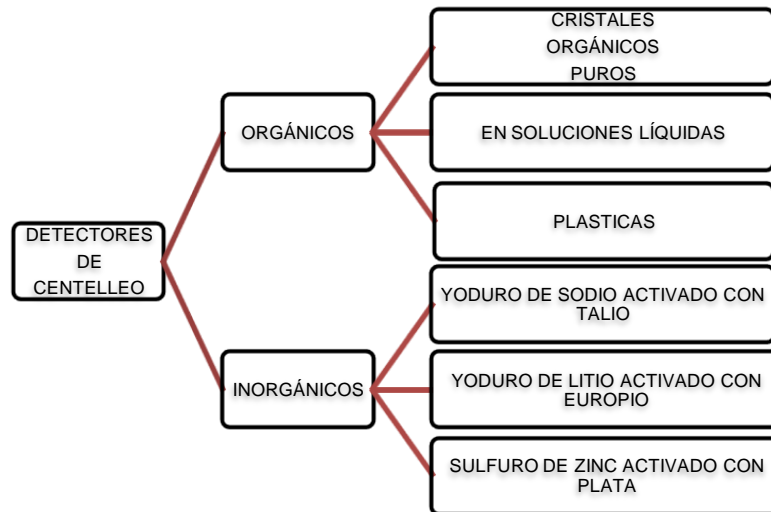 CRISTALES
ORGÁNICOS
PUROS
ORGÁNICOS
EN SOLUCIONES LÍQUIDAS
PLASTICAS
DETECTORES
DE
CENTELLEO
YODURO DE SODIO ACTIVADO CON
TALIO
INORGÁNICOS
YODURO DE LITIO ACTIVADO CON
EUROPIO
SULFURO DE ZINC ACTIVADO CON
PLATA